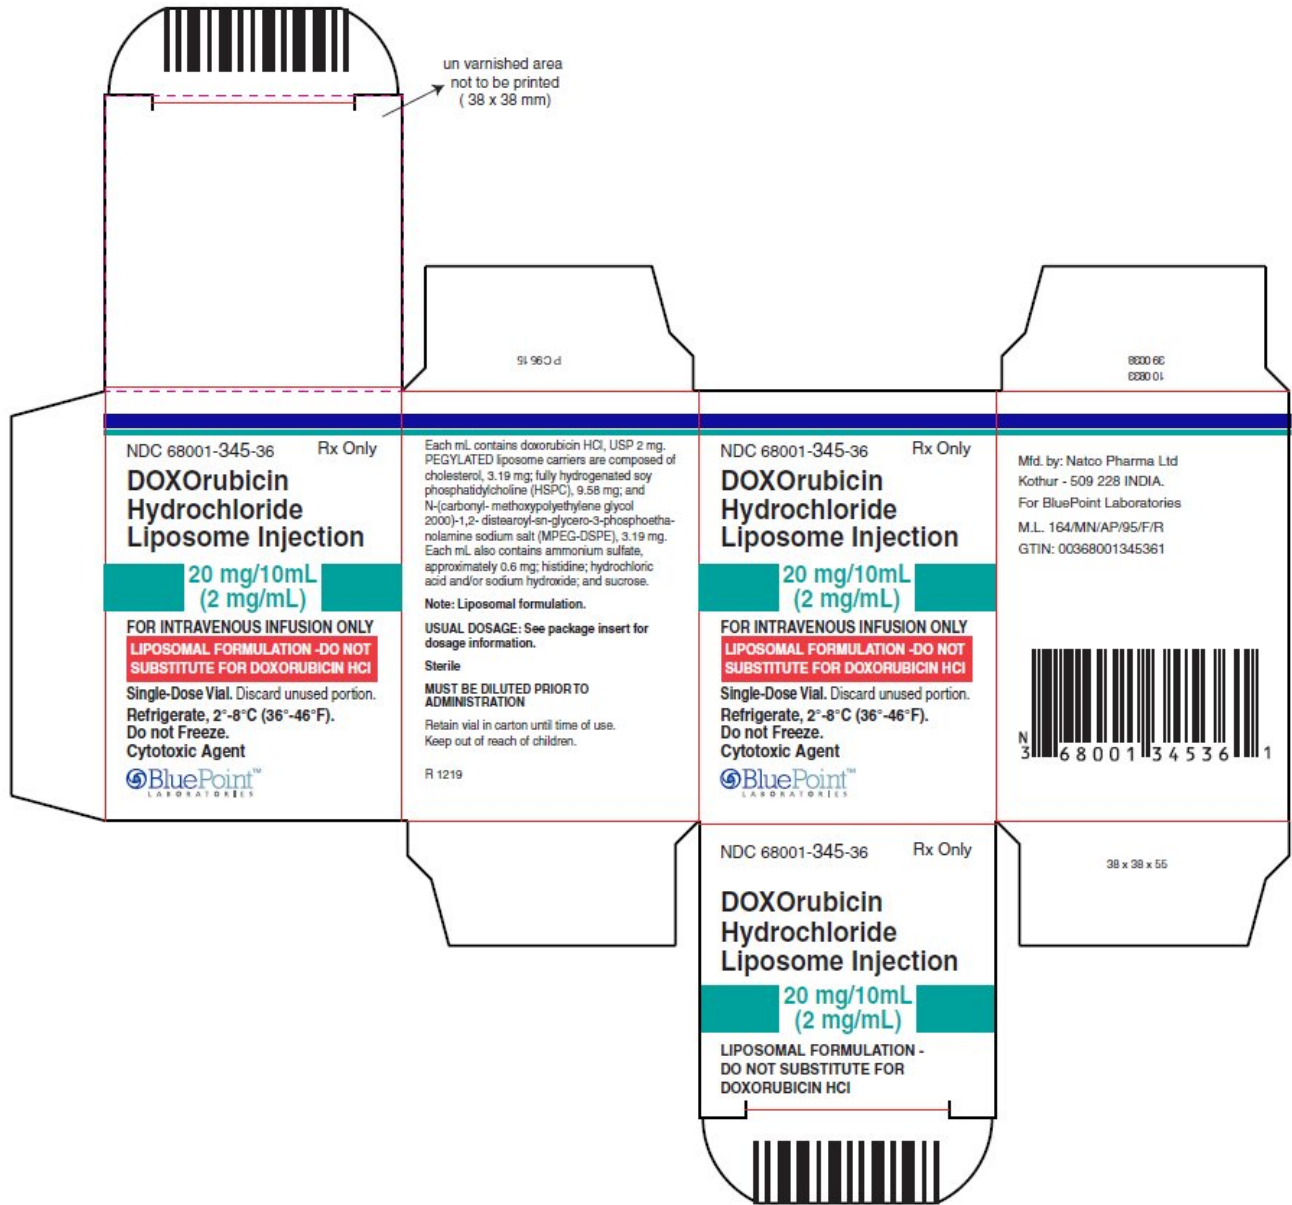 un varnished area
not to be printed
( 38 x 38 mm)
P C 96 15
39 0038
10 0833
NDC 68001-345-36 Rx Only
DOXOrubicin
Hydrochloride
Liposome Injection
20 mg/10mL
(2 mg/mL)
FOR INTRAVENOUS INFUSION ONLY
LIPOSOMAL FORMULATION -DO NOT
SUBSTITUTE FOR DOXORUBICIN HCl
Single-Dose Vial. Discard unused portion.
Refrigerate, 2°-8°C (36°-46°F).
Do not Freeze.
Cytotoxic Agent
BluePoint™
LABORATORIES
Each mL contains doxorubicin HCl, USP 2 mg.
PEGYLATED liposome carriers are composed of
cholesterol, 3.19 mg; fully hydrogenated soy
phosphatidylcholine (HSPC), 9.58 mg; and
N-(carbonyl- methoxypolyethylene glycol
2000)-1,2- distearoyl-sn-glycero-3-phosphoetha-
nolamine sodium salt (MPEG-DSPE), 3.19 mg.
Each mL also contains ammonium sulfate,
approximately 0.6 mg; histidine; hydrochloric
acid and/or sodium hydroxide; and sucrose.
Note: Liposomal formulation.
USUAL DOSAGE: See package insert for
dosage information.
Sterile
MUST BE DILUTED PRIOR TO
ADMINISTRATION
Retain vial in carton until time of use.
Keep out of reach of children.
R 1219
NDC 68001-345-36 Rx Only
DOXOrubicin
Hydrochloride
Liposome Injection
20 mg/10mL
(2 mg/mL)
FOR INTRAVENOUS INFUSION ONLY
LIPOSOMAL FORMULATION -DO NOT
SUBSTITUTE FOR DOXORUBICIN HCl
Single-Dose Vial. Discard unused portion.
Refrigerate, 2°-8°C (36°-46°F).
Do not Freeze.
Cytotoxic Agent
BluePoint™
LABORATORIES
Mfd. by: Natco Pharma Ltd
Kothur - 509 228 INDIA.
For BluePoint Laboratories
M.L. 164/MN/AP/95/F/R
GTIN: 00368001345361
N
3 68001 34536 1
NDC 68001-345-36 Rx Only
DOXOrubicin
Hydrochloride
Liposome Injection
20 mg/10mL
(2 mg/mL)
LIPOSOMAL FORMULATION -
DO NOT SUBSTITUTE FOR
DOXORUBICIN HCl
38 x 38 x 55